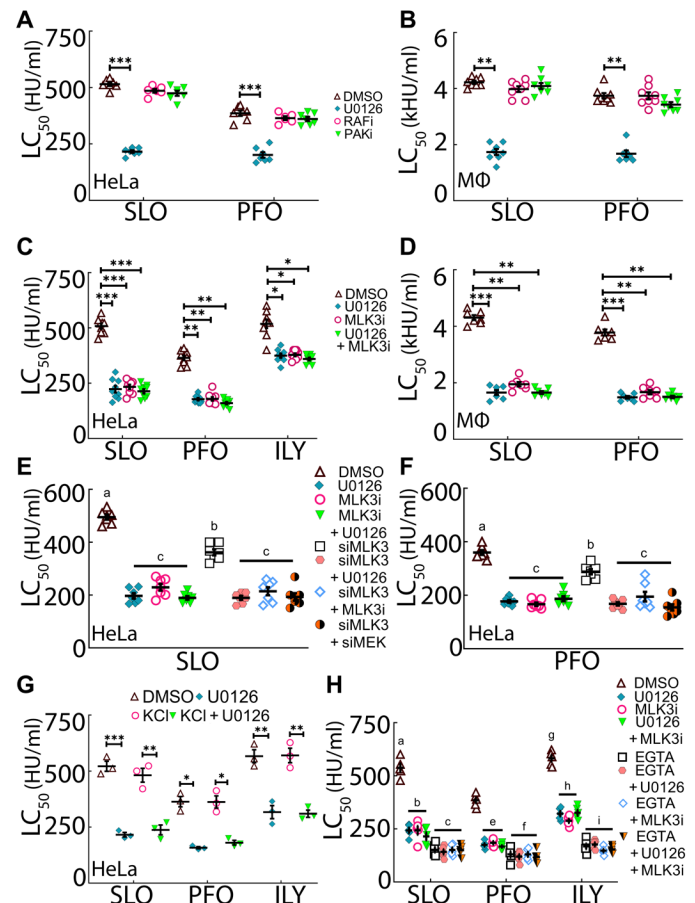 A
LC50 (HU/ml)
750
500
250
0
***
***
DMSO
U0126
RAFi
PAKi
HeLa
SLO
PFO
B
LC50 (kHU/ml)
6
4
2
0
**
**
MΦ
SLO
PFO
C
LC50 (HU/ml)
750
500
250
0
***
***
***
**
**
**
*
*
*
DMSO
U0126
MLK3i
U0126
+ MLK3i
HeLa
SLO
PFO
ILY
D
LC50 (kHU/ml)
6
4
2
0
**
**
***
**
**
***
MΦ
SLO
PFO
E
LC50 (HU/ml)
600
400
200
0
a
c
b
c
DMSO
U0126
MLK3i
MLK3i
+ U0126
siMLK3
siMLK3
+ U0126
siMLK3
+ MLK3i
siMLK3
+ siMEK
HeLa
SLO
F
LC50 (HU/ml)
600
400
200
0
a
c
b
c
HeLa
PFO
G
DMSO
U0126
KCl
KCl + U0126
LC50 (HU/ml)
750
500
250
0
***
**
*
*
**
**
HeLa
SLO
PFO
ILY
H
LC50 (HU/ml)
750
500
250
0
a
b
c
d
e
f
g
h
i
DMSO
U0126
MLK3i
U0126
+ MLK3i
EGTA
EGTA
+ U0126
EGTA
+ MLK3i
EGTA
+ U0126
+ MLK3i
HeLa
SLO
PFO
ILY